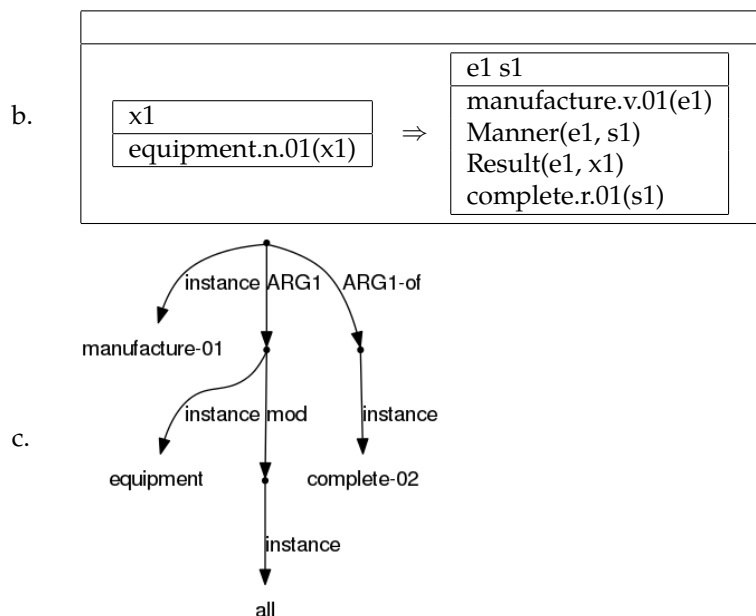 b.
x1
equipment.n.01(x1)
⇒
e1 s1
manufacture.v.01(e1)
Manner(e1, s1)
Result(e1, x1)
complete.r.01(s1)
c.
instance ARG1 ARG1-of
manufacture-01
instance mod instance
equipment complete-02
instance
all